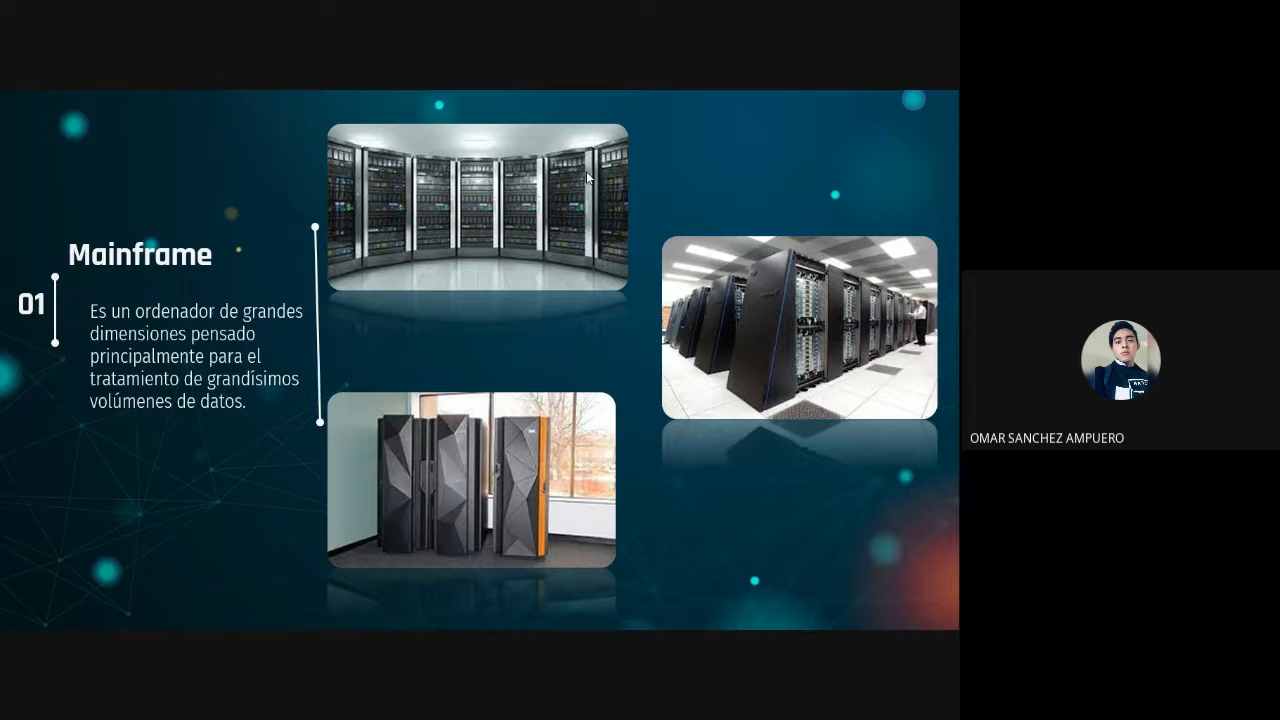 Mainframe
01
Es un ordenador de grandes
dimensiones pensado
principalmente para el
tratamiento de grandísimos
volúmenes de datos.
OMAR SANCHEZ AMPUERO